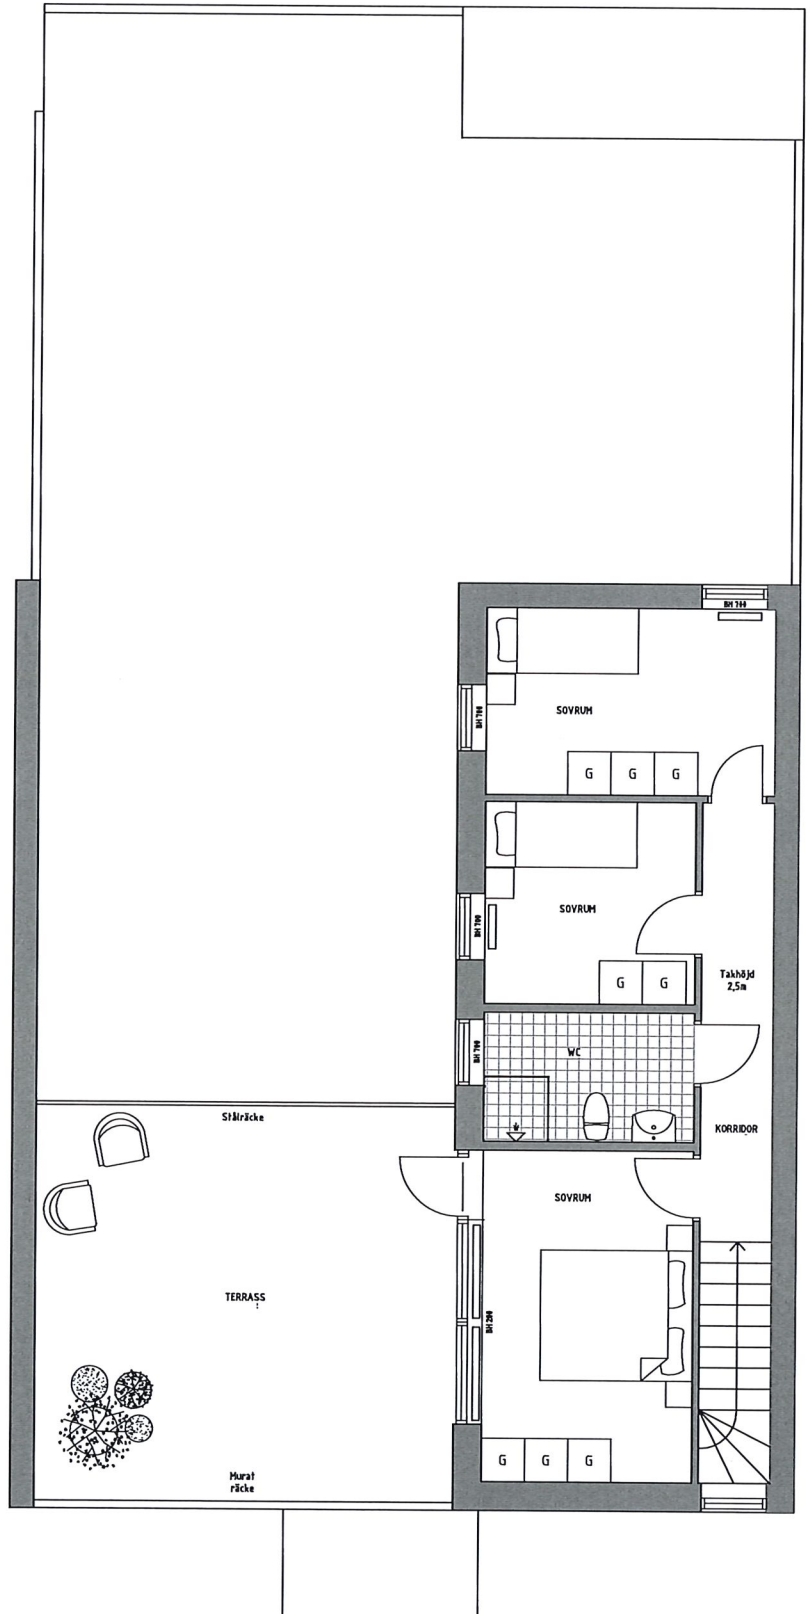 BH 700
SOVRUM
BH 700
G G G
SOVRUM
BH 700
G G
Takhöjd
2,5m
WC
BH 700
KORRIDOR
Stålräcke
SOVRUM
TERRASS
BH 200
G G G
Murat
räcke